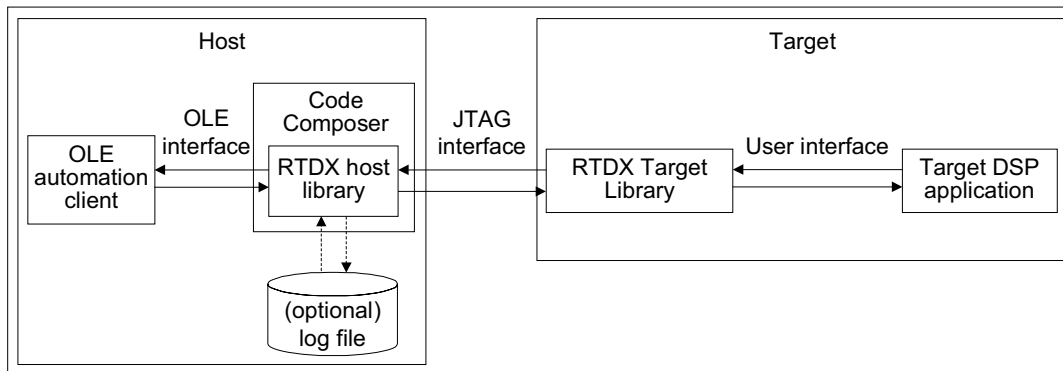 Host
Target
Code
Composer
OLE
interface
JTAG
interface
User interface
OLE
automation
client
RTDX host
library
RTDX Target
Library
Target DSP
application
(optional)
log file